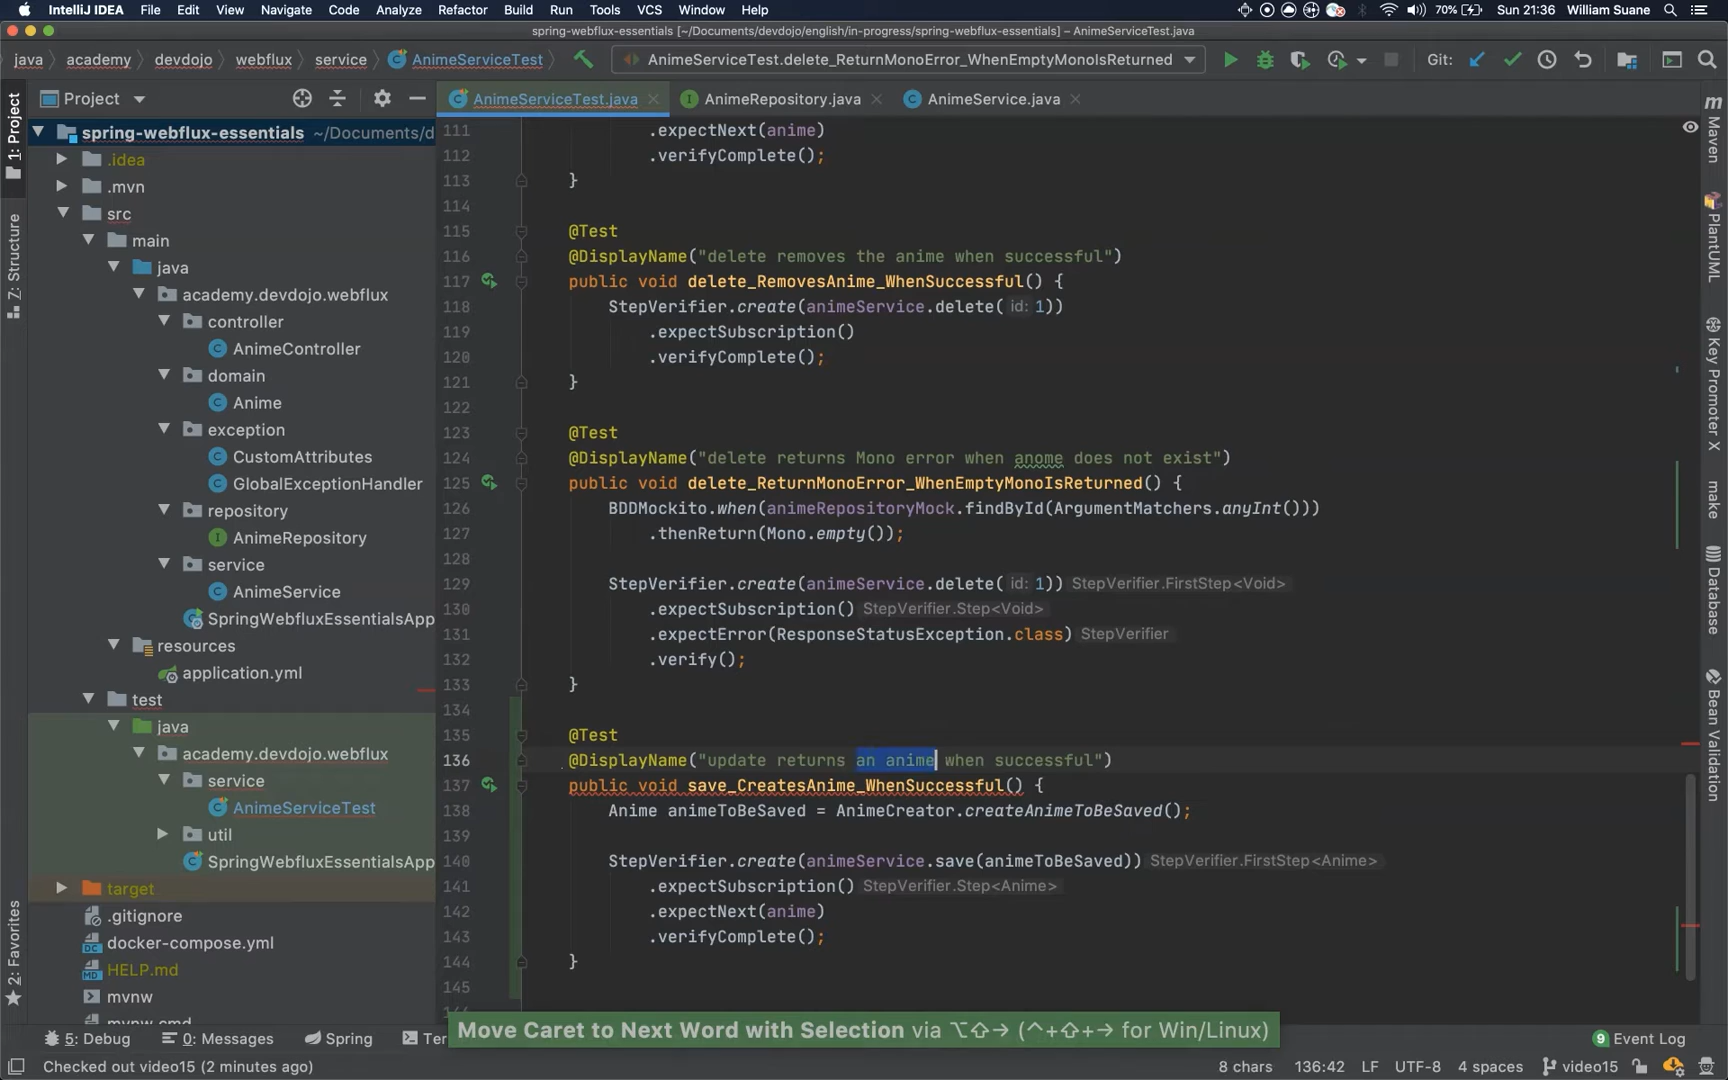 IntelliJ IDEA File Edit View Navigate Code Analyze Refactor Build Run Tools VCS Window Help 70% Sun 21:36 William Suane
spring-webflux-essentials [~/Documents/devdojo/english/in-progress/spring-webflux-essentials] – AnimeServiceTest.java
java academy devdojo webflux service AnimeServiceTest AnimeServiceTest.delete_ReturnMonoError_WhenEmptyMonoIsReturned Git:
Project AnimeServiceTest.java AnimeRepository.java AnimeService.java
1: Project
Z: Structure
2: Favorites
spring-webflux-essentials ~/Documents/d
.idea
.mvn
src
main
java
academy.devdojo.webflux
controller
AnimeController
domain
Anime
exception
CustomAttributes
GlobalExceptionHandler
repository
AnimeRepository
service
AnimeService
SpringWebfluxEssentialsApp
resources
application.yml
test
java
academy.devdojo.webflux
service
AnimeServiceTest
util
SpringWebfluxEssentialsApp
target
.gitignore
docker-compose.yml
HELP.md
mvnw
mvnw.cmd
111 .expectNext(anime)
112 .verifyComplete();
113 }
114
115 @Test
116 @DisplayName("delete removes the anime when successful")
117 public void delete_RemovesAnime_WhenSuccessful() {
118 StepVerifier.create(animeService.delete( id: 1))
119 .expectSubscription()
120 .verifyComplete();
121 }
122
123 @Test
124 @DisplayName("delete returns Mono error when anome does not exist")
125 public void delete_ReturnMonoError_WhenEmptyMonoIsReturned() {
126 BDDMockito.when(animeRepositoryMock.findById(ArgumentMatchers.anyInt()))
127 .thenReturn(Mono.empty());
128
129 StepVerifier.create(animeService.delete( id: 1)) StepVerifier.FirstStep<Void>
130 .expectSubscription() StepVerifier.Step<Void>
131 .expectError(ResponseStatusException.class) StepVerifier
132 .verify();
133 }
134
135 @Test
136 @DisplayName("update returns an anime when successful")
137 public void save_CreatesAnime_WhenSuccessful() {
138 Anime animeToBeSaved = AnimeCreator.createAnimeToBeSaved();
139
140 StepVerifier.create(animeService.save(animeToBeSaved)) StepVerifier.FirstStep<Anime>
141 .expectSubscription() StepVerifier.Step<Anime>
142 .expectNext(anime)
143 .verifyComplete();
144 }
145
m Maven
PlantUML
Key Promoter X
make
Database
Bean Validation
Move Caret to Next Word with Selection via ⌥⇧→ (^+⇧+→ for Win/Linux)
5: Debug 0: Messages Spring Ter 9 Event Log
Checked out video15 (2 minutes ago) 8 chars 136:42 LF UTF-8 4 spaces video15